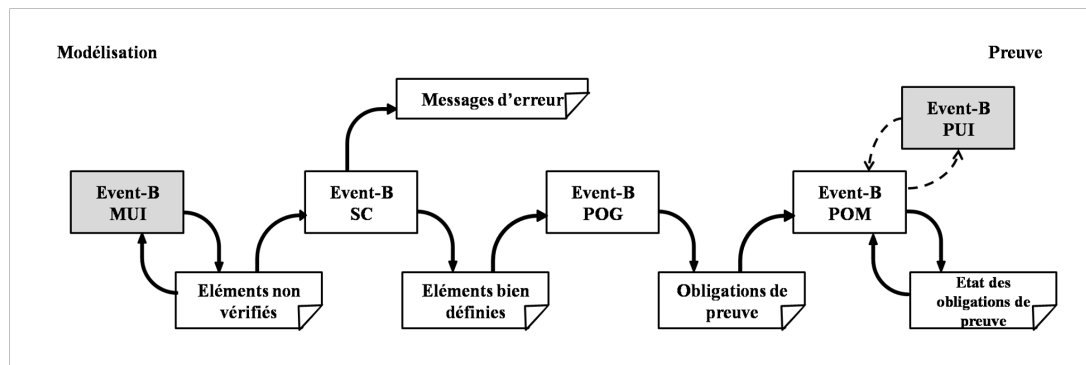 Modélisation
Preuve
Messages d'erreur
Event-B
PUI
Event-B
MUI
Event-B
SC
Event-B
POG
Event-B
POM
Eléments non
vérifiés
Eléments bien
définies
Obligations de
preuve
Etat des
obligations de
preuve